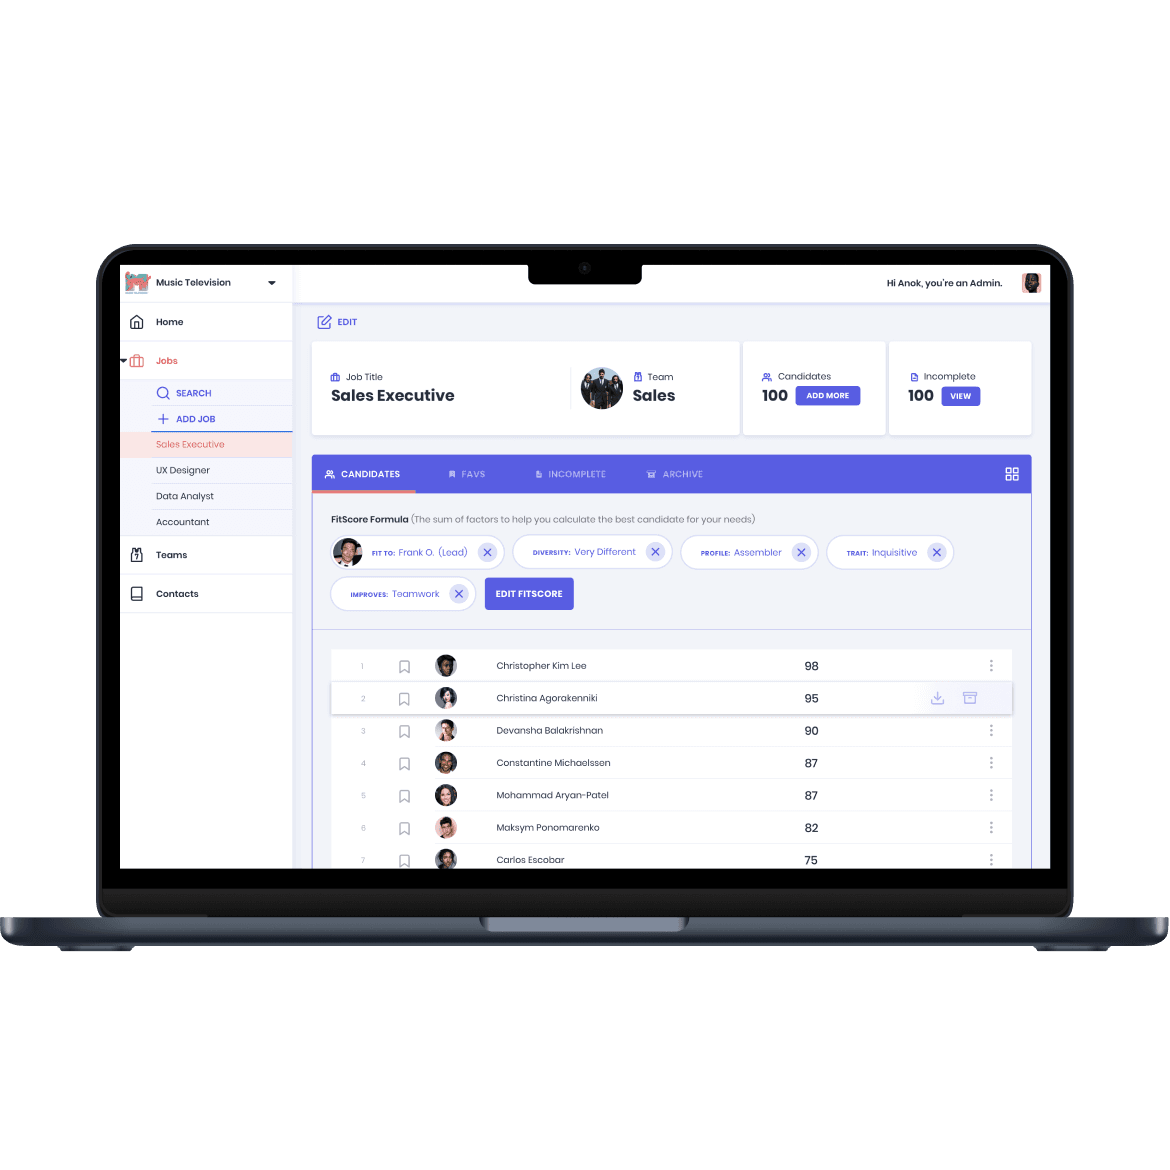 Music Television
Hi Anok, you're an Admin.
Home
Jobs
SEARCH
ADD JOB
Sales Executive
UX Designer
Data Analyst
Accountant
Teams
Contacts
EDIT
Job Title
Sales Executive
Team
Sales
Candidates
100 ADD MORE
Incomplete
100 VIEW
CANDIDATES FAVS INCOMPLETE ARCHIVE
FitScore Formula (The sum of factors to help you calculate the best candidate for your needs)
FIT TO: Frank O. (Lead) DIVERSITY: Very Different PROFILE: Assembler TRAIT: Inquisitive
IMPROVES: Teamwork EDIT FITSCORE
1 Christopher Kim Lee 98
2 Christina Agorakenniki 95
3 Devansha Balakrishnan 90
4 Constantine Michaelssen 87
5 Mohammad Aryan-Patel 87
6 Maksym Ponomarenko 82
7 Carlos Escobar 75